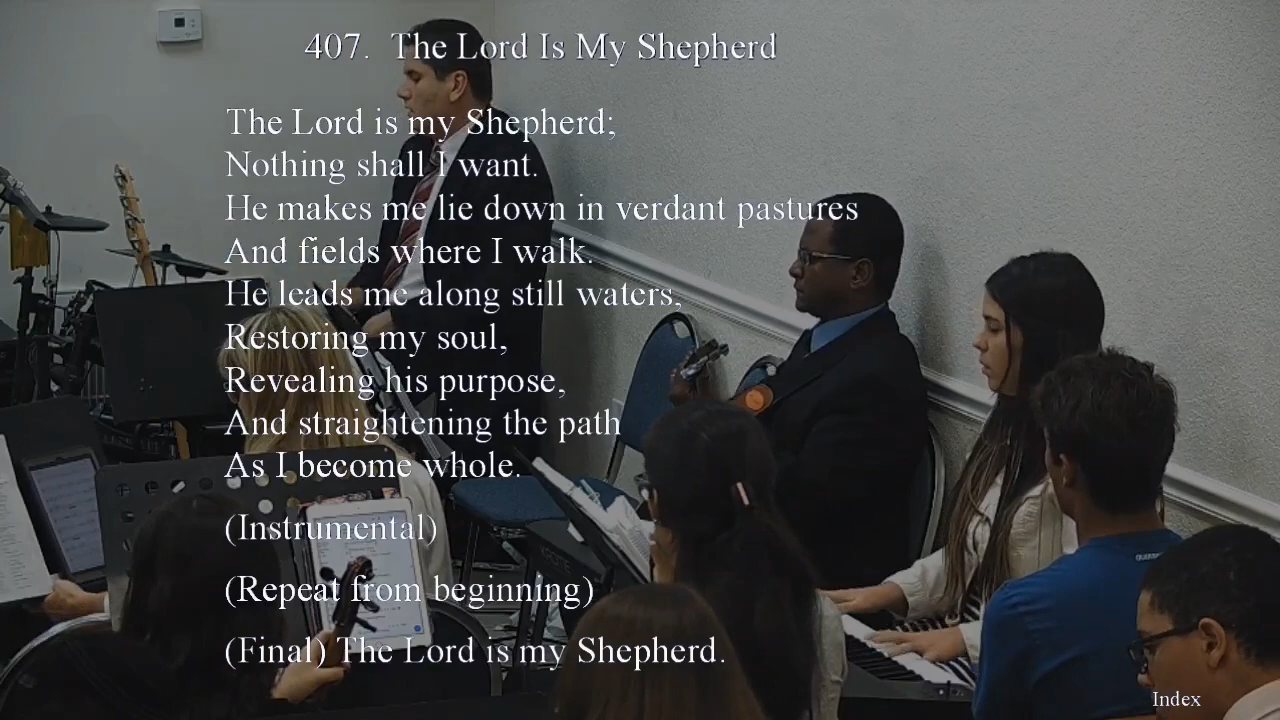 407.  The Lord Is My Shepherd
The Lord is my Shepherd;
Nothing shall I want.
He makes me lie down in verdant pastures
And fields where I walk.
He leads me along still waters,
Restoring my soul,
Revealing his purpose,
And straightening the path
As I become whole.
(Instrumental)
(Repeat from beginning)
(Final) The Lord is my Shepherd.
Index